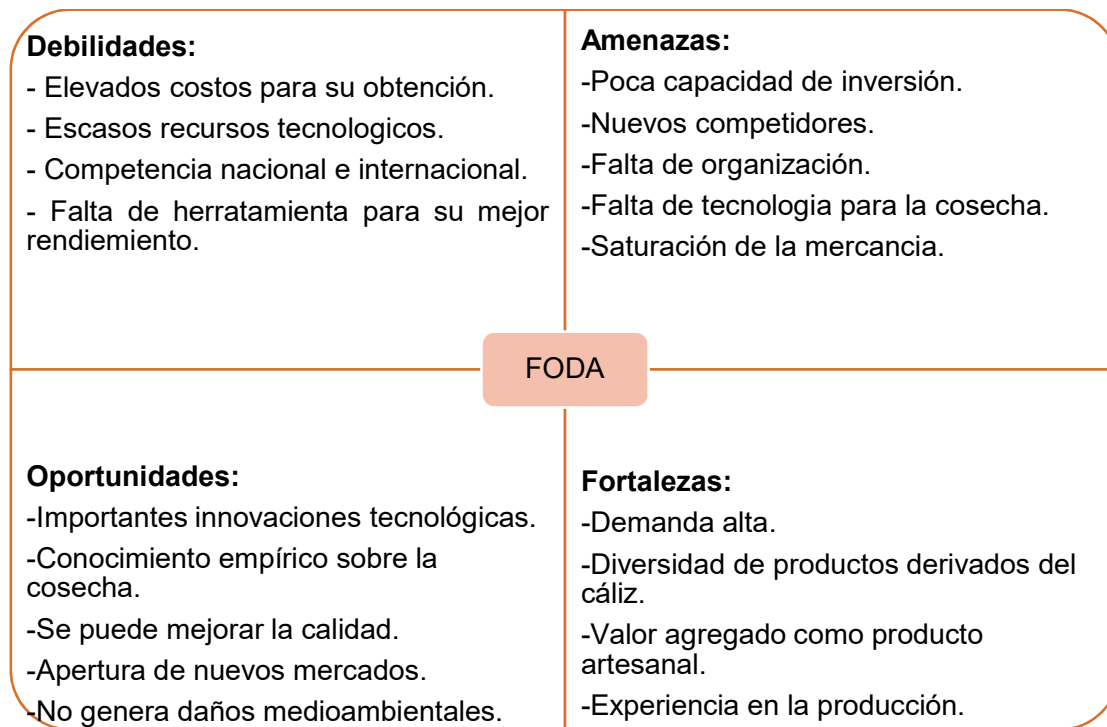 Debilidades:
- Elevados costos para su obtención.
- Escasos recursos tecnologicos.
- Competencia nacional e internacional.
- Falta de herratamienta para su mejor
rendiemiento.
Amenazas:
-Poca capacidad de inversión.
-Nuevos competidores.
-Falta de organización.
-Falta de tecnologia para la cosecha.
-Saturación de la mercancia.
FODA
Oportunidades:
-Importantes innovaciones tecnológicas.
-Conocimiento empírico sobre la
cosecha.
-Se puede mejorar la calidad.
-Apertura de nuevos mercados.
-No genera daños medioambientales.
Fortalezas:
-Demanda alta.
-Diversidad de productos derivados del
cáliz.
-Valor agregado como producto
artesanal.
-Experiencia en la producción.